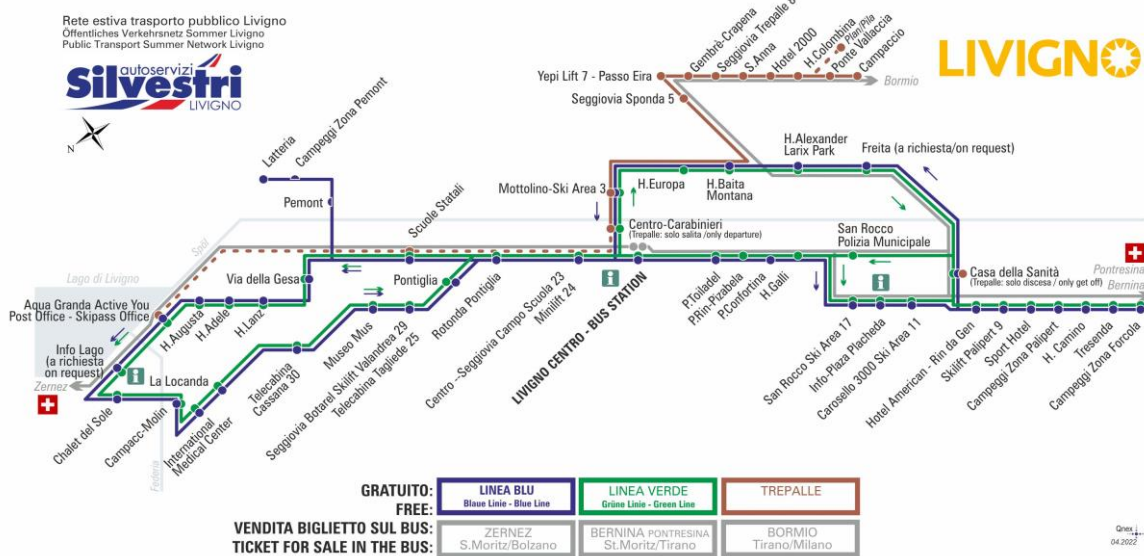 Rete estiva trasporto pubblico Livigno
Öffentliches Verkehrsnetz Sommer Livigno
Public Transport Summer Network Livigno
autoservizi
Silvestri
LIVIGNO
N
LIVIGNO
Gembrè-Crapena
Seggiovia Trepalle
S.Anna
Hotel 2000
H.Colombina
Plan/Pila
Ponte Vallaccia
Campaccio
Yepi Lift 7 - Passo Eira
Bormio
Seggiovia Sponda 5
Latteria
Campeggi Zona Pemont
Pemont
Scuole Statali
Mottolino-Ski Area 3
H.Europa
H.Baita
Montana
H.Alexander
Larix Park
Freita (a richiesta/on request)
Centro-Carabinieri
(Trepalle: solo salita /only departure)
San Rocco
Polizia Municipale
Spöl
Lago di Livigno
Via della Gesa
Pontiglia
Casa della Sanità
(Trepalle: solo discesa / only get off)
Pontresina
Bernina
Aqua Granda Active You
Post Office - Skipass Office
Info Lago
(a richiesta
on request)
Zernez
H.Augusta
H.Adele
H.Lanz
La Locanda
Chalet del Sole
Campacc-Molin
International
Medical Center
Federia
Telecabina
Cassana 30
Museo Mus
Seggiovia Botarel Skilift Valandrea 29
Telecabina Tagliede 25
Rotonda Pontiglia
Centro -Seggiovia Campo Scuola 23
Minilift 24
LIVIGNO CENTRO - BUS STATION
P.Toiladel
P.Rin-Pizabela
P.Confortina
H.Galli
San Rocco Ski Area 17
Info-Plaza Placheda
Carosello 3000 Ski Area 11
Hotel American - Rin da Gen
Skilift Palipert 9
Sport Hotel
Campeggi Zona Palipert
H. Camino
Tresenda
Campeggi Zona Forcola
GRATUITO:
FREE:
LINEA BLU
Blaue Linie - Blue Line
LINEA VERDE
Grüne Linie - Green Line
TREPALLE
VENDITA BIGLIETTO SUL BUS:
TICKET FOR SALE IN THE BUS:
ZERNEZ
S.Moritz/Bolzano
BERNINA PONTRESINA
St.Moritz/Tirano
BORMIO
Tirano/Milano
Qnex
04.2022